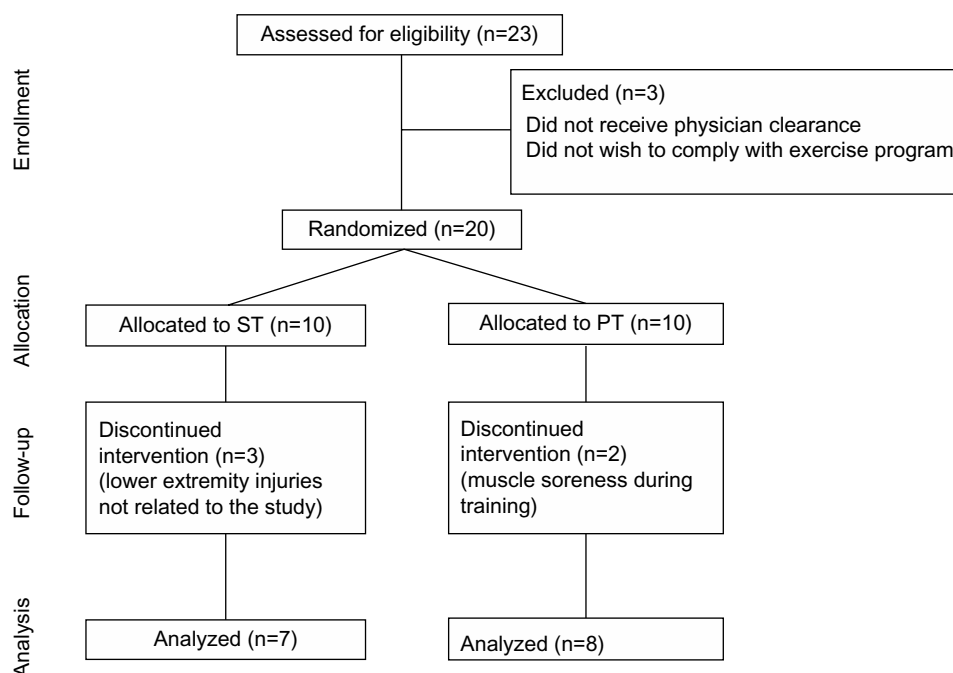 Assessed for eligibility (n=23)
Enrollment
Excluded (n=3)
Did not receive physician clearance
Did not wish to comply with exercise program
Randomized (n=20)
Allocation
Allocated to ST (n=10)
Allocated to PT (n=10)
Follow-up
Discontinued
intervention (n=3)
(lower extremity injuries
not related to the study)
Discontinued
intervention (n=2)
(muscle soreness during
training)
Analysis
Analyzed (n=7)
Analyzed (n=8)